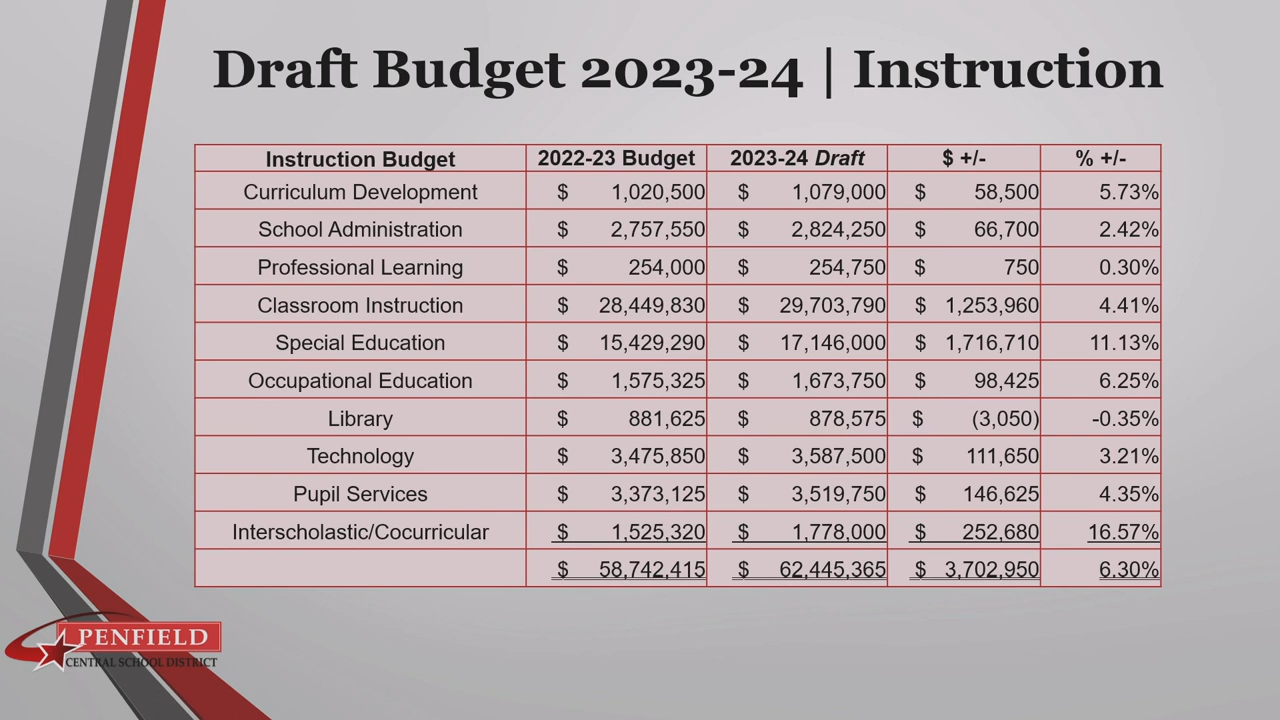 Draft Budget 2023-24 | Instruction
Instruction Budget 2022-23 Budget 2023-24 Draft $ +/- % +/-
Curriculum Development $ 1,020,500 $ 1,079,000 $ 58,500 5.73%
School Administration $ 2,757,550 $ 2,824,250 $ 66,700 2.42%
Professional Learning $ 254,000 $ 254,750 $ 750 0.30%
Classroom Instruction $ 28,449,830 $ 29,703,790 $ 1,253,960 4.41%
Special Education $ 15,429,290 $ 17,146,000 $ 1,716,710 11.13%
Occupational Education $ 1,575,325 $ 1,673,750 $ 98,425 6.25%
Library $ 881,625 $ 878,575 $ (3,050) -0.35%
Technology $ 3,475,850 $ 3,587,500 $ 111,650 3.21%
Pupil Services $ 3,373,125 $ 3,519,750 $ 146,625 4.35%
Interscholastic/Cocurricular $ 1,525,320 $ 1,778,000 $ 252,680 16.57%
$ 58,742,415 $ 62,445,365 $ 3,702,950 6.30%
PENFIELD
CENTRAL SCHOOL DISTRICT